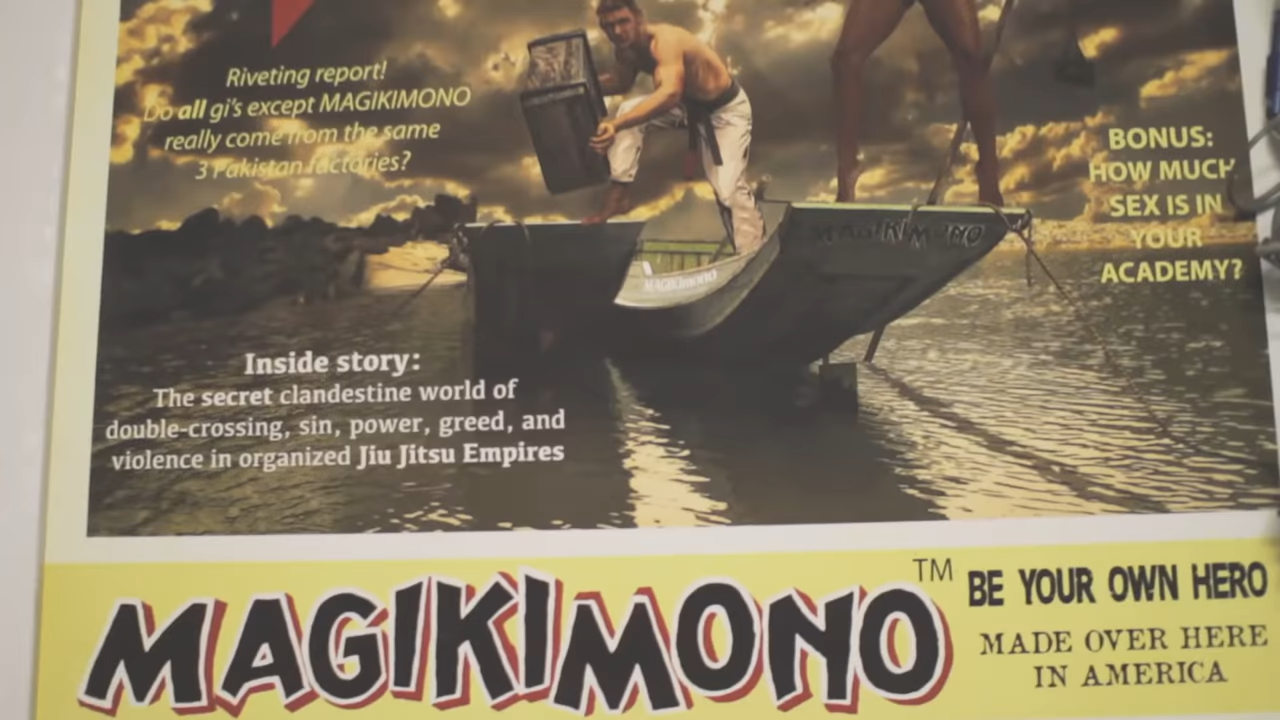 Riveting report!
Do all gi's except MAGIKIMONO
really come from the same
3 Pakistan factories?
BONUS:
HOW MUCH
SEX IS IN
YOUR
ACADEMY?
MAGIKIMONO
MAGIKIMONO
Inside story:
The secret clandestine world of
double-crossing, sin, power, greed, and
violence in organized Jiu Jitsu Empires
MAGIKIMONO™
BE YOUR OWN HERO
MADE OVER HERE
IN AMERICA